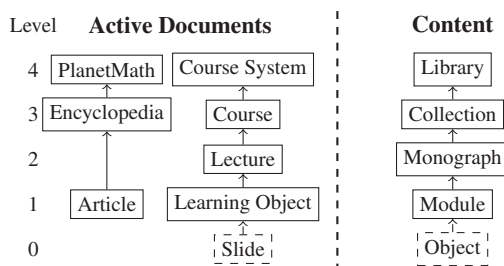 Level Active Documents Content
4 PlanetMath Course System Library
3 Encyclopedia Course Collection
2 Lecture Monograph
1 Article Learning Object Module
0 Slide Object